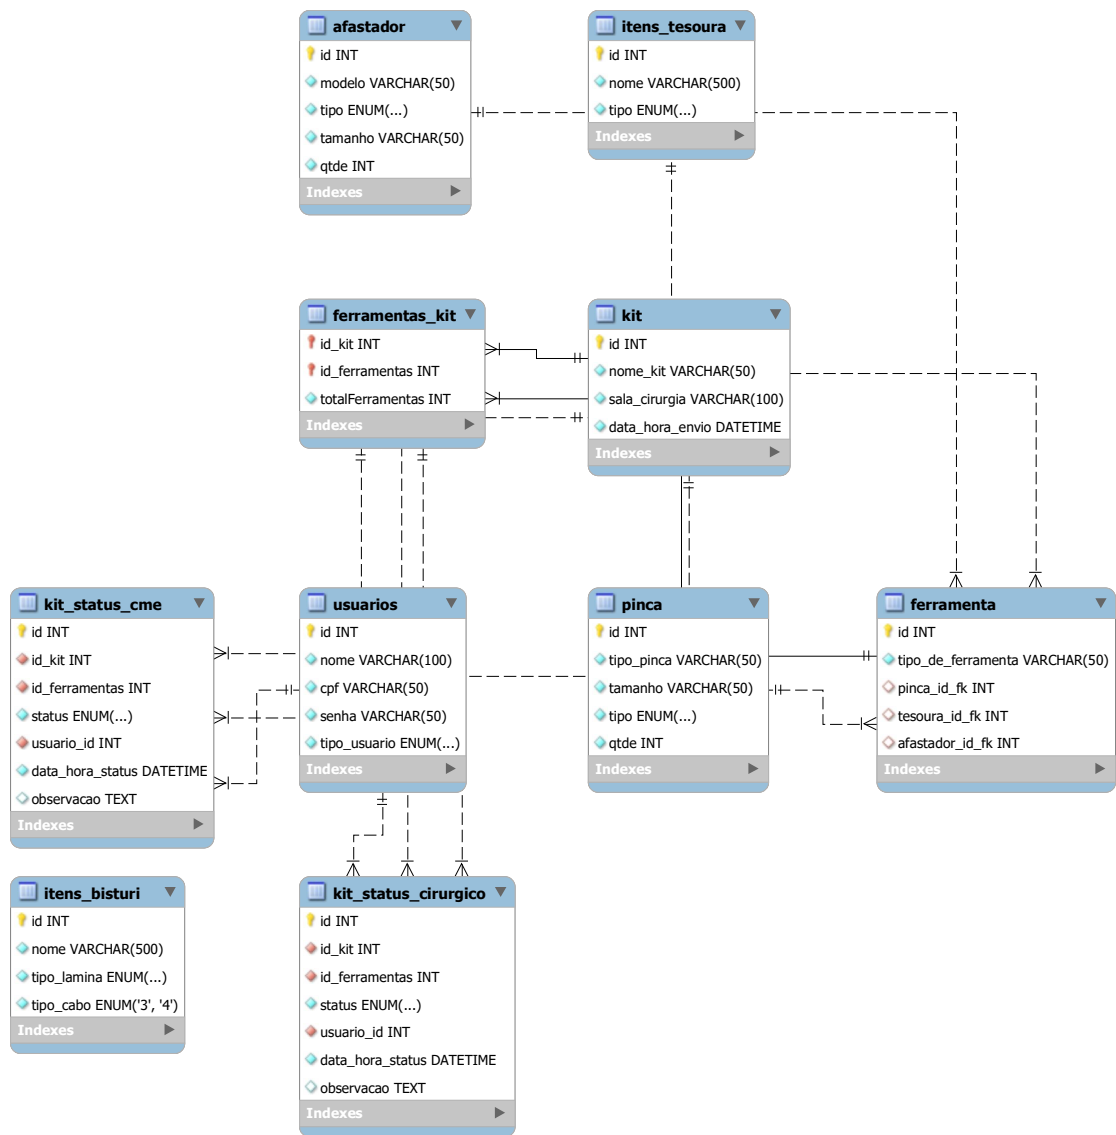 afastador
id INT
modelo VARCHAR(50)
tipo ENUM(...)
tamanho VARCHAR(50)
qtde INT
Indexes
itens_tesoura
id INT
nome VARCHAR(500)
tipo ENUM(...)
Indexes
ferramentas_kit
id_kit INT
id_ferramentas INT
totalFerramentas INT
Indexes
kit
id INT
nome_kit VARCHAR(50)
sala_cirurgia VARCHAR(100)
data_hora_envio DATETIME
Indexes
kit_status_cme
id INT
id_kit INT
id_ferramentas INT
status ENUM(...)
usuario_id INT
data_hora_status DATETIME
observacao TEXT
Indexes
usuarios
id INT
nome VARCHAR(100)
cpf VARCHAR(50)
senha VARCHAR(50)
tipo_usuario ENUM(...)
Indexes
pinca
id INT
tipo_pinca VARCHAR(50)
tamanho VARCHAR(50)
tipo ENUM(...)
qtde INT
Indexes
ferramenta
id INT
tipo_de_ferramenta VARCHAR(50)
pinca_id_fk INT
tesoura_id_fk INT
afastador_id_fk INT
Indexes
itens_bisturi
id INT
nome VARCHAR(500)
tipo_lamina ENUM(...)
tipo_cabo ENUM('3', '4')
Indexes
kit_status_cirurgico
id INT
id_kit INT
id_ferramentas INT
status ENUM(...)
usuario_id INT
data_hora_status DATETIME
observacao TEXT
Indexes